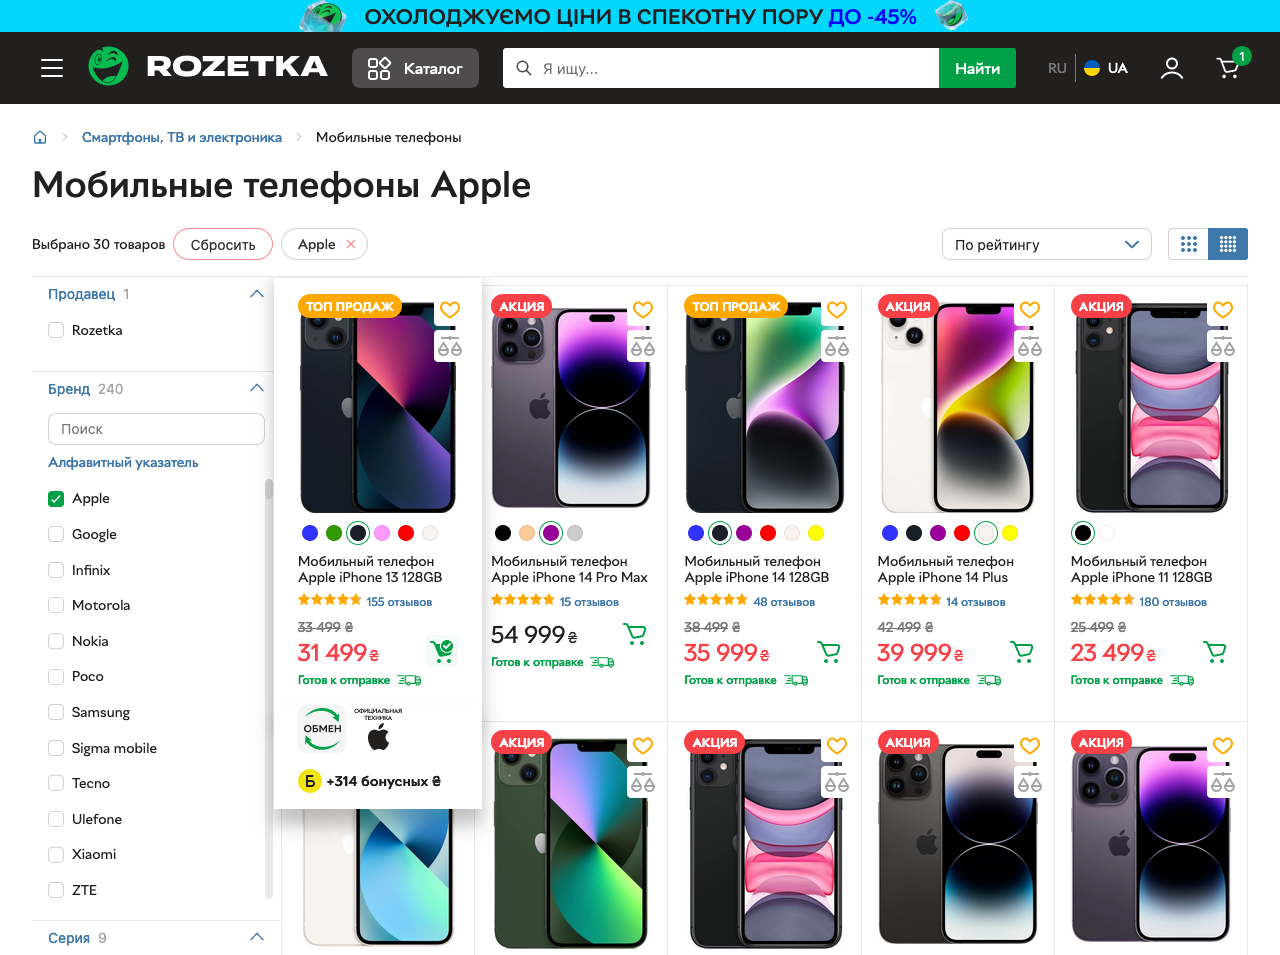 ОХОЛОДЖУЄМО ЦІНИ В СПЕКОТНУ ПОРУ ДО -45%
ROZETKA
Каталог
Я ищу...
Найти
RU
UA
1
Смартфоны, ТВ и электроника
Мобильные телефоны
Мобильные телефоны Apple
Выбрано 30 товаров
Сбросить
Apple
По рейтингу
Продавец 1
Rozetka
Бренд 240
Поиск
Алфавитный указатель
Apple
Google
Infinix
Motorola
Nokia
Poco
Samsung
Sigma mobile
Tecno
Ulefone
Xiaomi
ZTE
Серия 9
ТОП ПРОДАЖ
Мобильный телефон
Apple iPhone 13 128GB
155 отзывов
33 499 ₴
31 499 ₴
Готов к отправке
ОБМЕН
ОФИЦИАЛЬНАЯ
ТЕХНИКА
Б
+314 бонусных ₴
АКЦИЯ
Мобильный телефон
Apple iPhone 14 Pro Max
15 отзывов
54 999 ₴
Готов к отправке
ТОП ПРОДАЖ
Мобильный телефон
Apple iPhone 14 128GB
48 отзывов
38 499 ₴
35 999 ₴
Готов к отправке
АКЦИЯ
Мобильный телефон
Apple iPhone 14 Plus
14 отзывов
42 499 ₴
39 999 ₴
Готов к отправке
АКЦИЯ
Мобильный телефон
Apple iPhone 11 128GB
180 отзывов
25 499 ₴
23 499 ₴
Готов к отправке
АКЦИЯ
АКЦИЯ
АКЦИЯ
АКЦИЯ